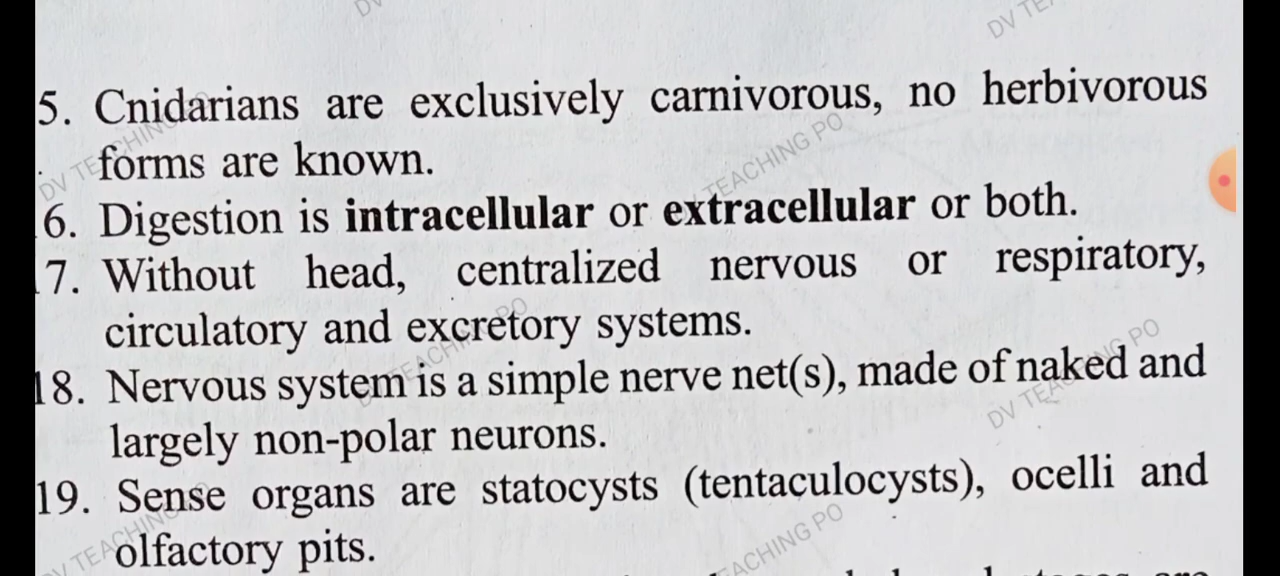 5. Cnidarians are exclusively carnivorous, no herbivorous
forms are known.
6. Digestion is intracellular or extracellular or both.
17. Without head, centralized nervous or respiratory,
circulatory and excretory systems.
18. Nervous system is a simple nerve net(s), made of naked and
largely non-polar neurons.
19. Sense organs are statocysts (tentaculocysts), ocelli and
olfactory pits.